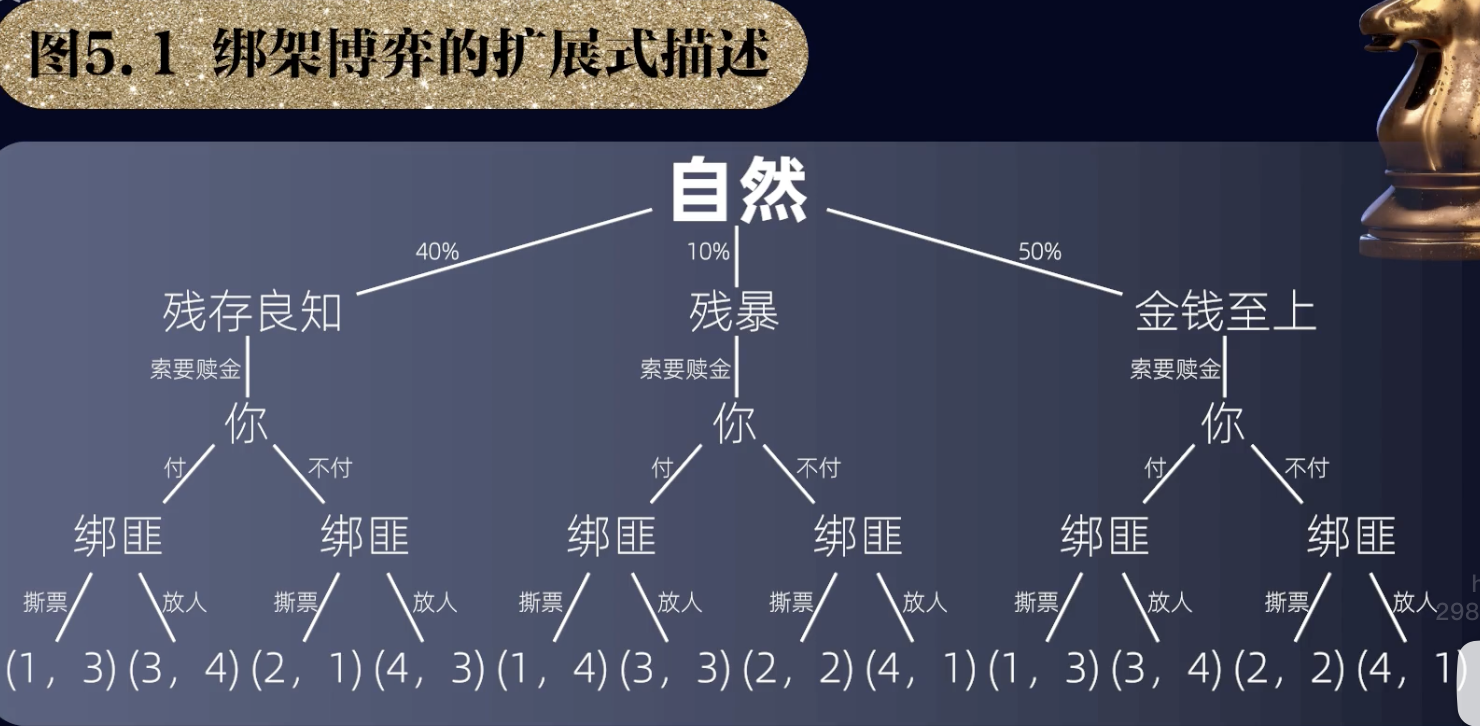 图5.1 绑架博弈的扩展式描述
自然
40% 10% 50%
残存良知 残暴 金钱至上
索要赎金 索要赎金 索要赎金
你 你 你
付 不付 付 不付 付 不付
绑匪 绑匪 绑匪 绑匪 绑匪 绑匪
撕票 放人 撕票 放人 撕票 放人 撕票 放人 撕票 放人 撕票 放人
298
(1, 3) (3, 4) (2, 1) (4, 3) (1, 4) (3, 3) (2, 2) (4, 1) (1, 3) (3, 4) (2, 2) (4, 1)